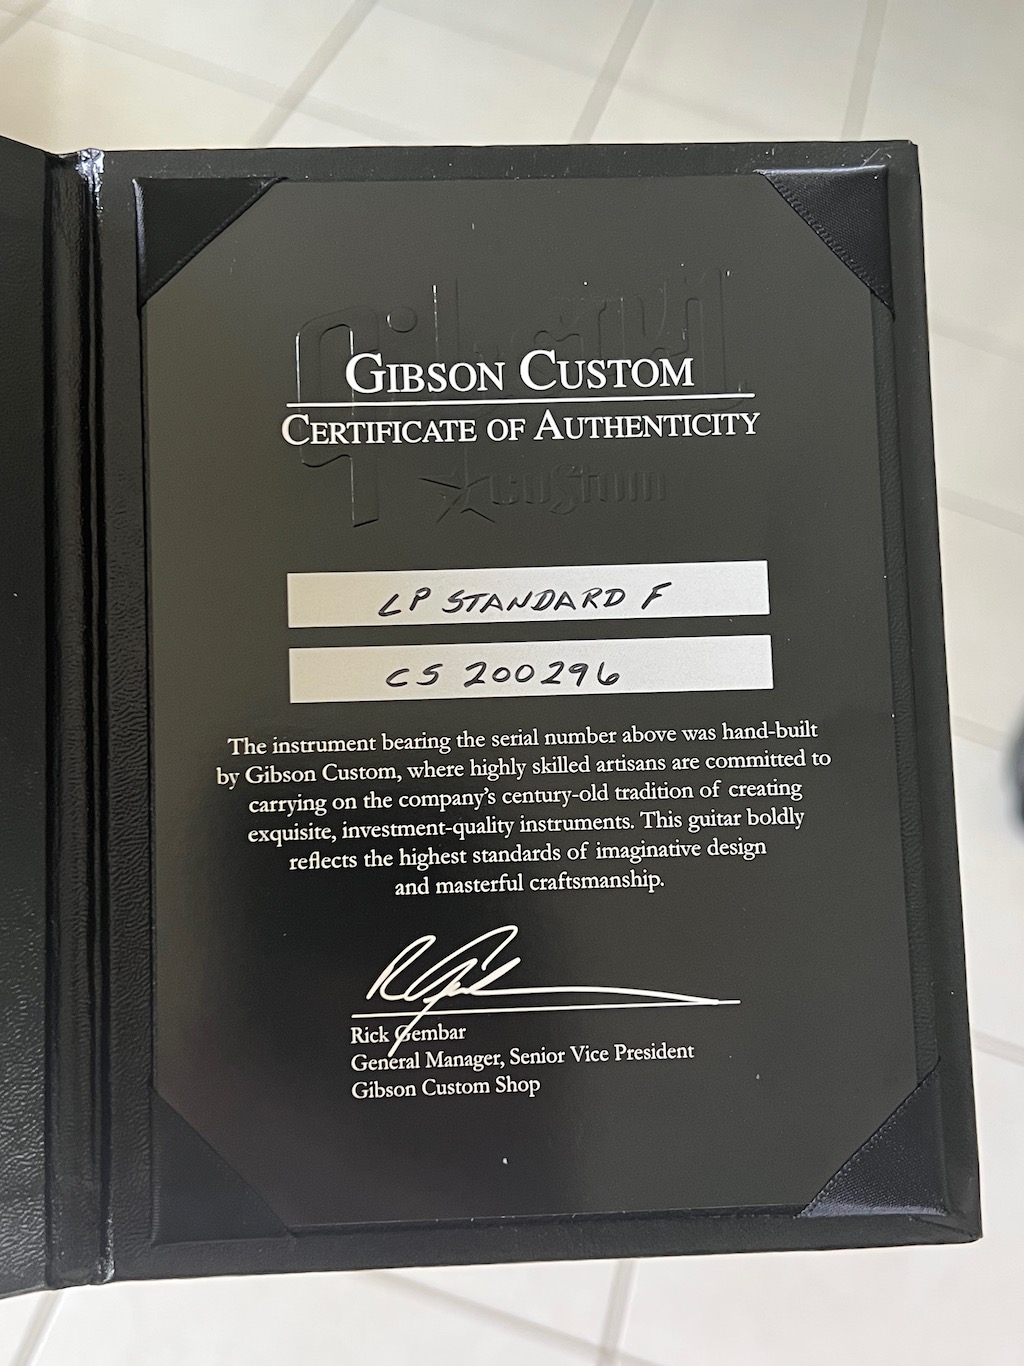 Gibson
GIBSON CUSTOM
CERTIFICATE OF AUTHENTICITY
custom
LP STANDARD F
CS 200296
The instrument bearing the serial number above was hand-built
by Gibson Custom, where highly skilled artisans are committed to
carrying on the company's century-old tradition of creating
exquisite, investment-quality instruments. This guitar boldly
reflects the highest standards of imaginative design
and masterful craftsmanship.
Rick Gembar
General Manager, Senior Vice President
Gibson Custom Shop